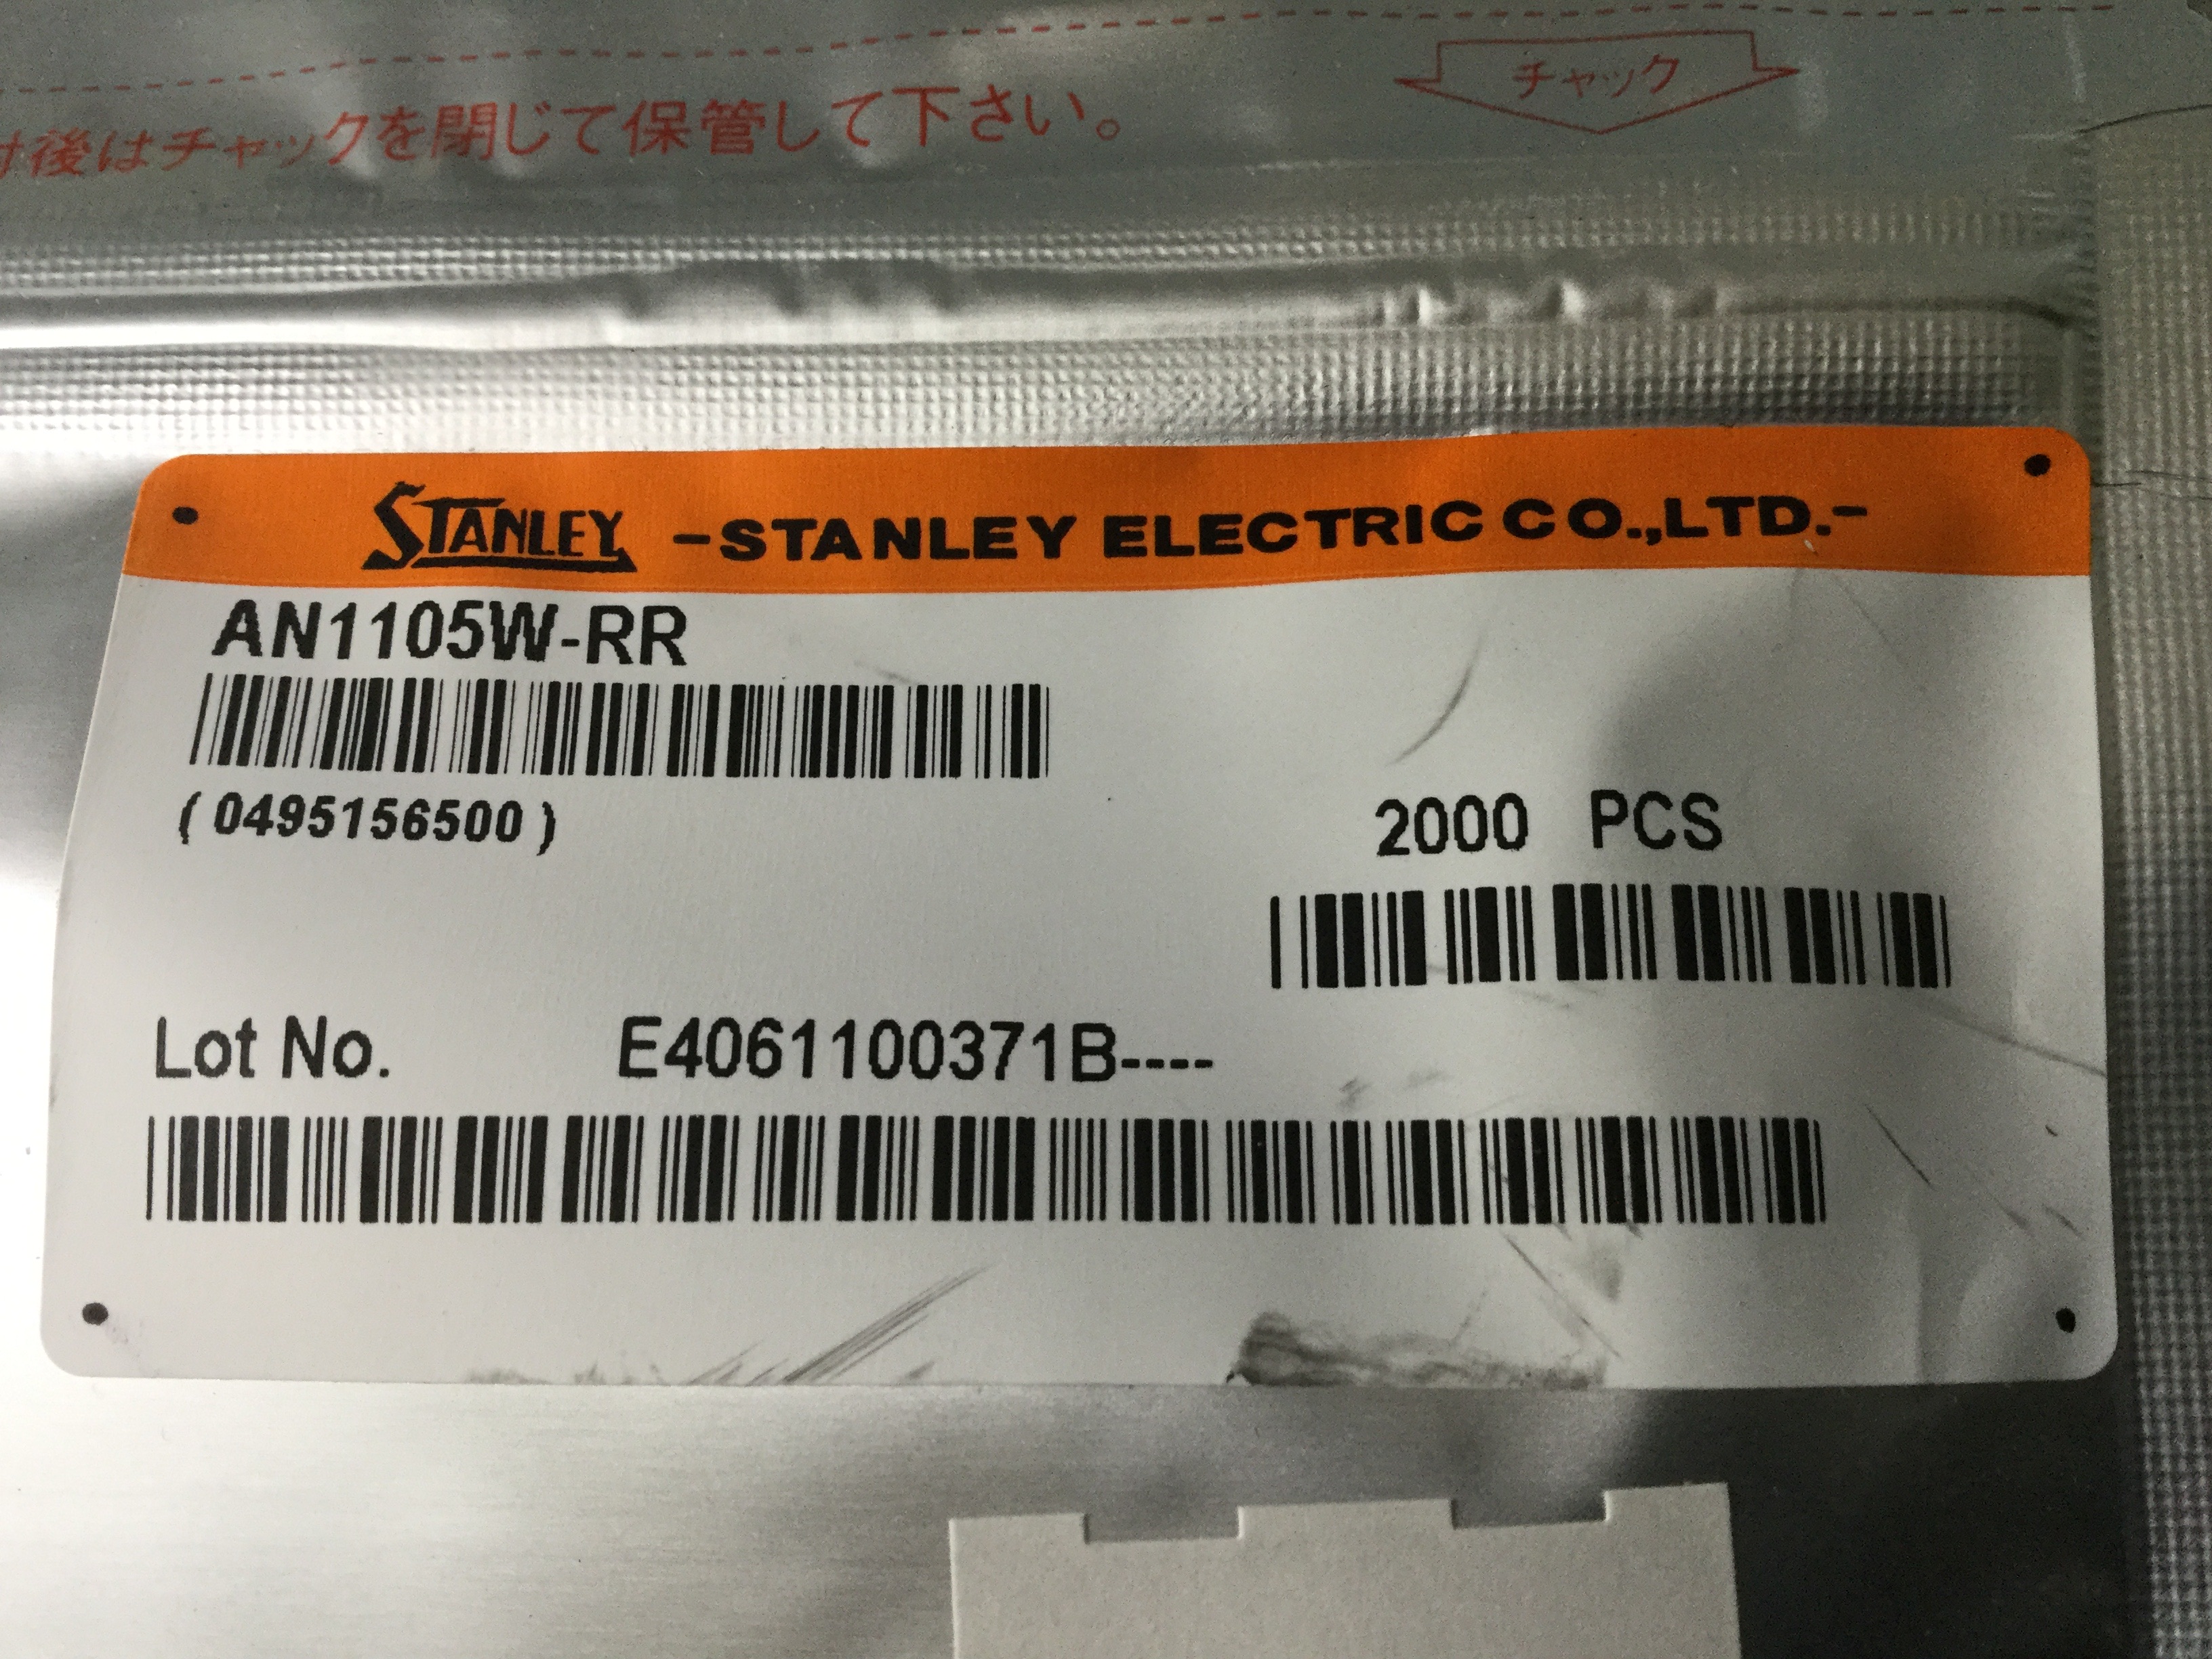 チャック
後はチャックを閉じて保管して下さい。
STANLEY -STANLEY ELECTRIC CO.,LTD.-
AN1105W-RR
( 0495156500 )
2000 PCS
Lot No. E4061100371B----